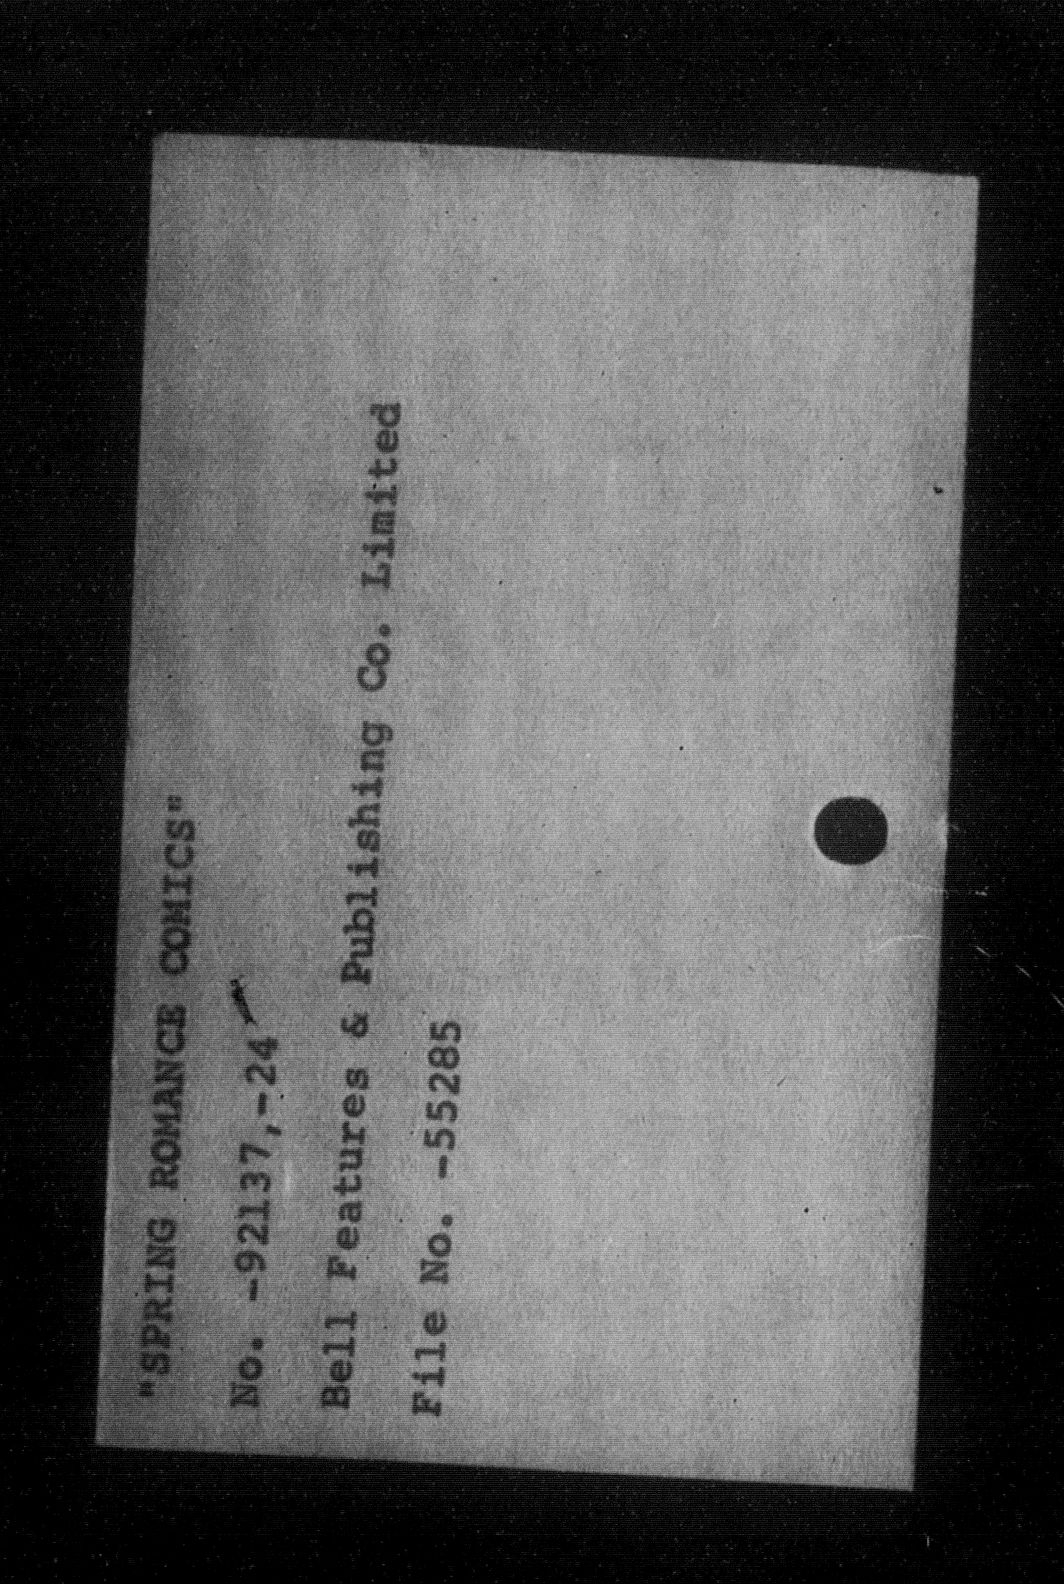 "SPRING ROMANCE COMICS"
No. -92137,-24
Bell Features & Publishing Co. Limited
File No. -55285